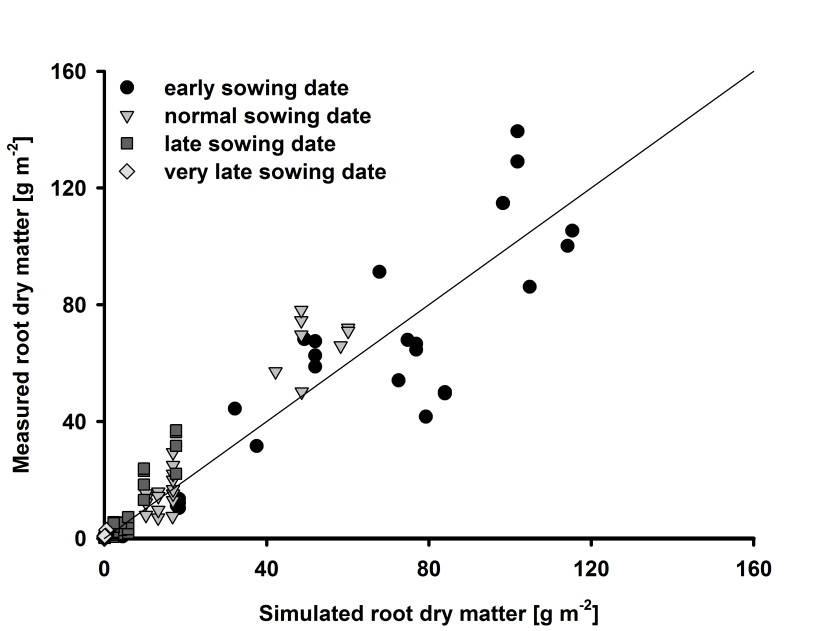 160
early sowing date
normal sowing date
late sowing date
very late sowing date
120
80
40
0
Measured root dry matter [g m⁻²]
0 40 80 120 160
Simulated root dry matter [g m⁻²]